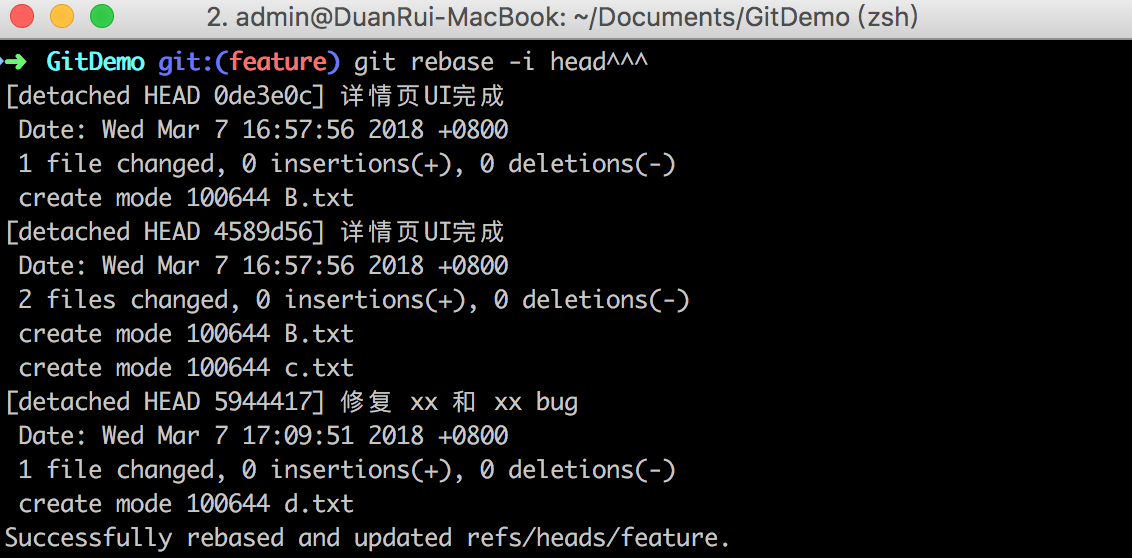 2. admin@DuanRui-MacBook: ~/Documents/GitDemo (zsh)
➜ GitDemo git:(feature) git rebase -i head^^^
[detached HEAD 0de3e0c] 详情页UI完成
 Date: Wed Mar 7 16:57:56 2018 +0800
 1 file changed, 0 insertions(+), 0 deletions(-)
 create mode 100644 B.txt
[detached HEAD 4589d56] 详情页UI完成
 Date: Wed Mar 7 16:57:56 2018 +0800
 2 files changed, 0 insertions(+), 0 deletions(-)
 create mode 100644 B.txt
 create mode 100644 c.txt
[detached HEAD 5944417] 修复 xx 和 xx bug
 Date: Wed Mar 7 17:09:51 2018 +0800
 1 file changed, 0 insertions(+), 0 deletions(-)
 create mode 100644 d.txt
Successfully rebased and updated refs/heads/feature.